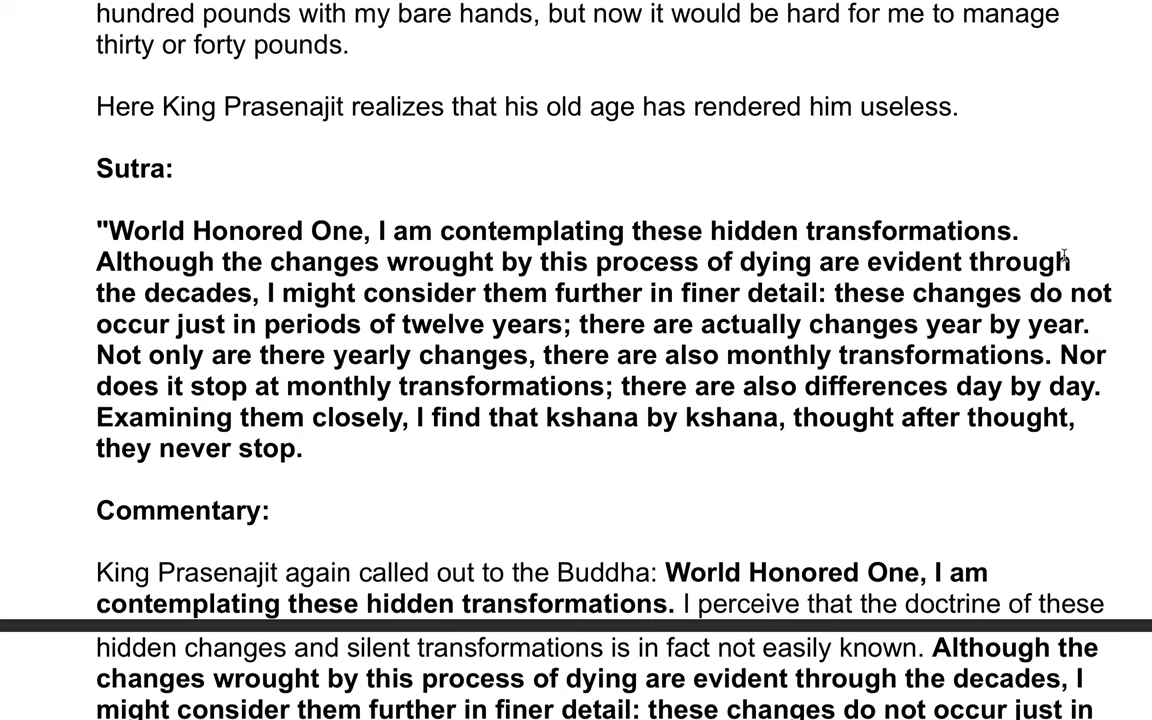 hundred pounds with my bare hands, but now it would be hard for me to manage
thirty or forty pounds.
Here King Prasenajit realizes that his old age has rendered him useless.
Sutra:
"World Honored One, I am contemplating these hidden transformations.
Although the changes wrought by this process of dying are evident through
the decades, I might consider them further in finer detail: these changes do not
occur just in periods of twelve years; there are actually changes year by year.
Not only are there yearly changes, there are also monthly transformations. Nor
does it stop at monthly transformations; there are also differences day by day.
Examining them closely, I find that kshana by kshana, thought after thought,
they never stop.
Commentary:
King Prasenajit again called out to the Buddha: World Honored One, I am
contemplating these hidden transformations. I perceive that the doctrine of these
hidden changes and silent transformations is in fact not easily known. Although the
changes wrought by this process of dying are evident through the decades, I
might consider them further in finer detail: these changes do not occur just in